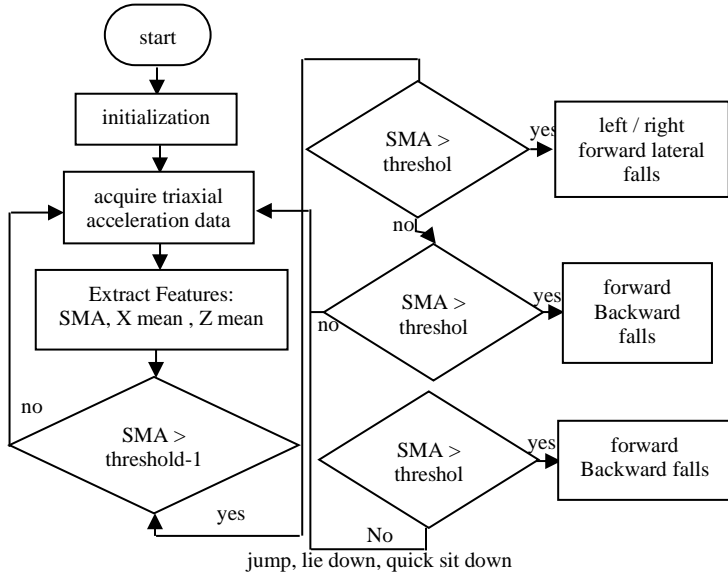 start
initialization
acquire triaxial
acceleration data
Extract Features:
SMA, X mean , Z mean
no
SMA >
threshold-1
yes
SMA >
threshol
yes
left / right
forward lateral
falls
no
SMA >
threshol
yes
no
forward
Backward
falls
SMA >
threshol
yes
forward
Backward falls
No
jump, lie down, quick sit down